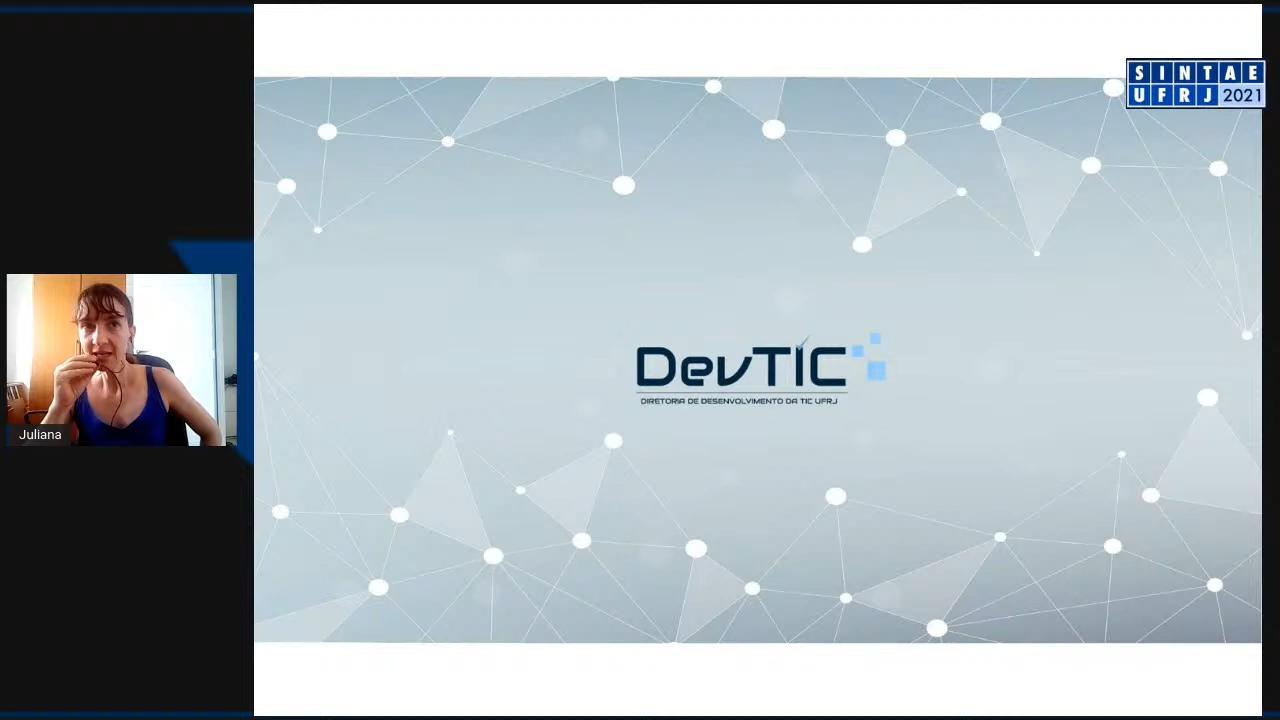 SINTAE
UFRJ 2021
DevTIC
DIRETORIA DE DESENVOLVIMENTO DA TIC UFRJ
Juliana